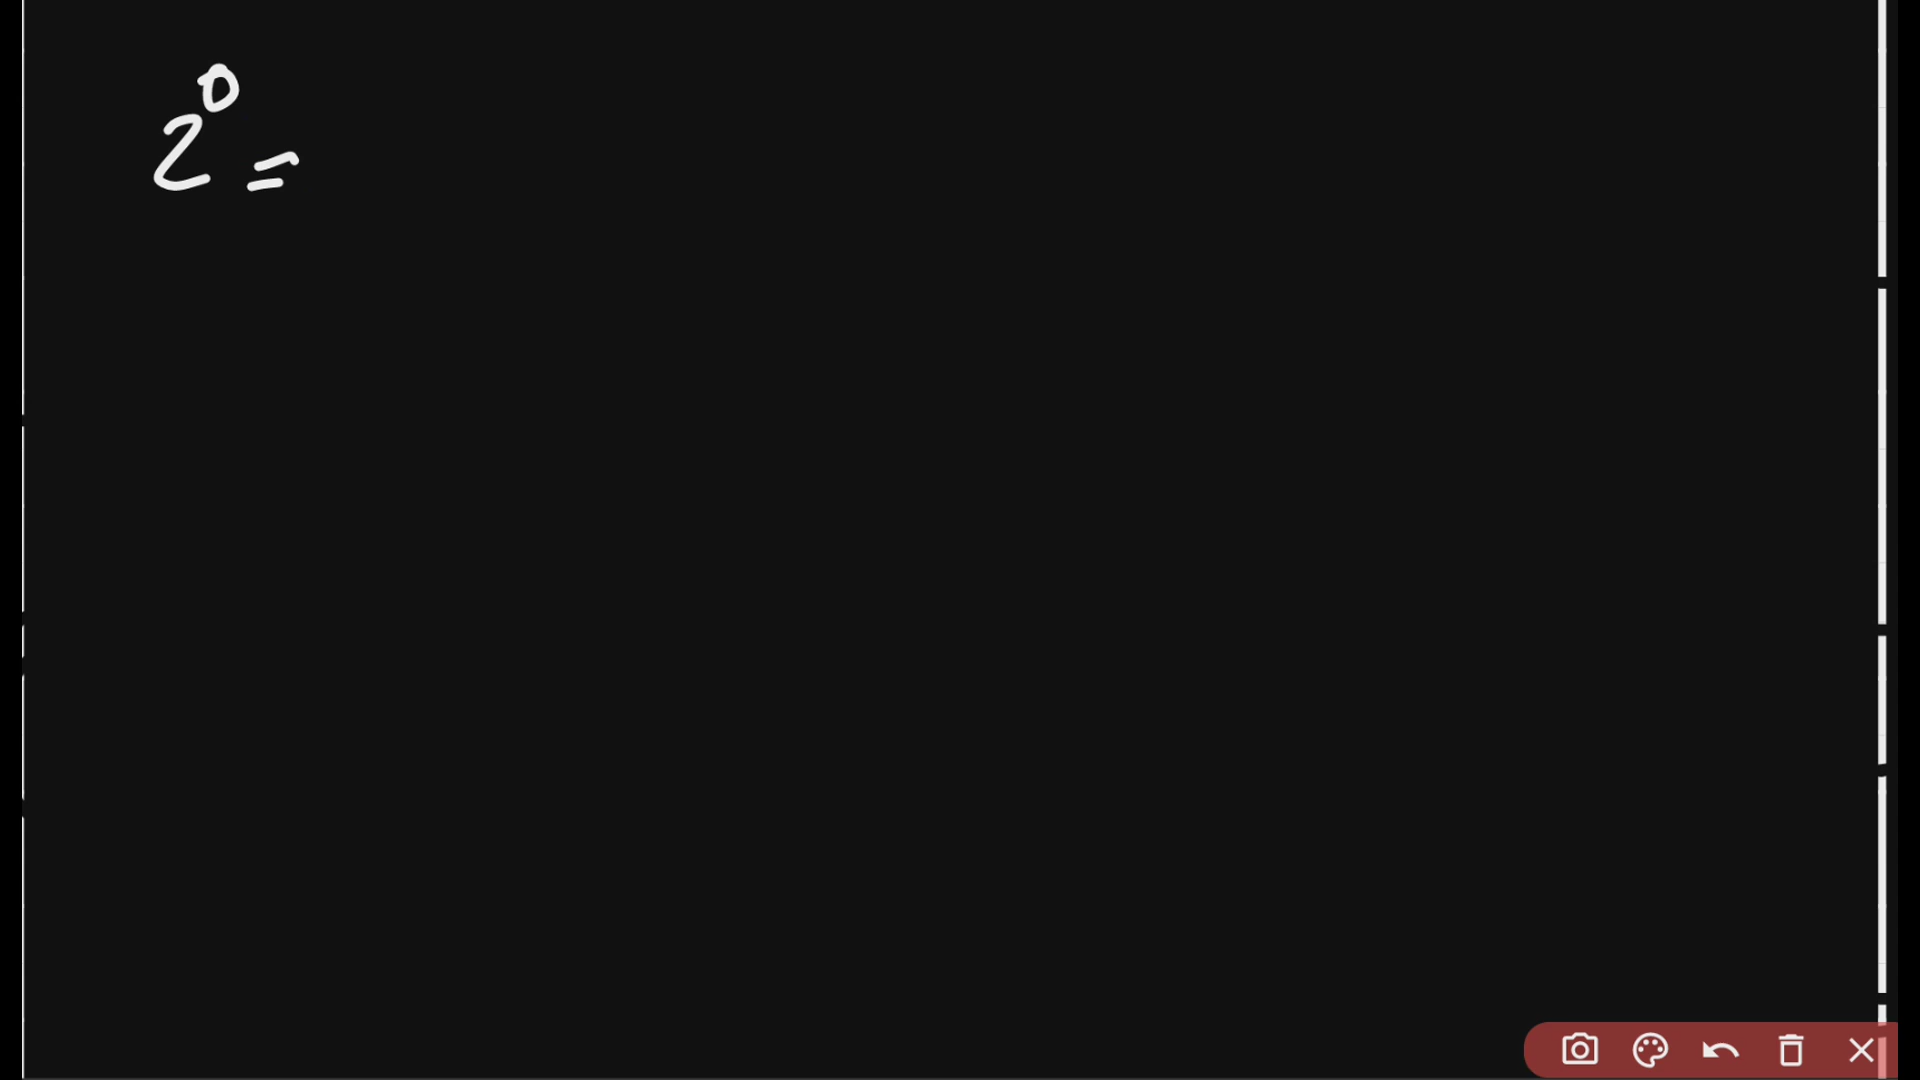 2⁰ =